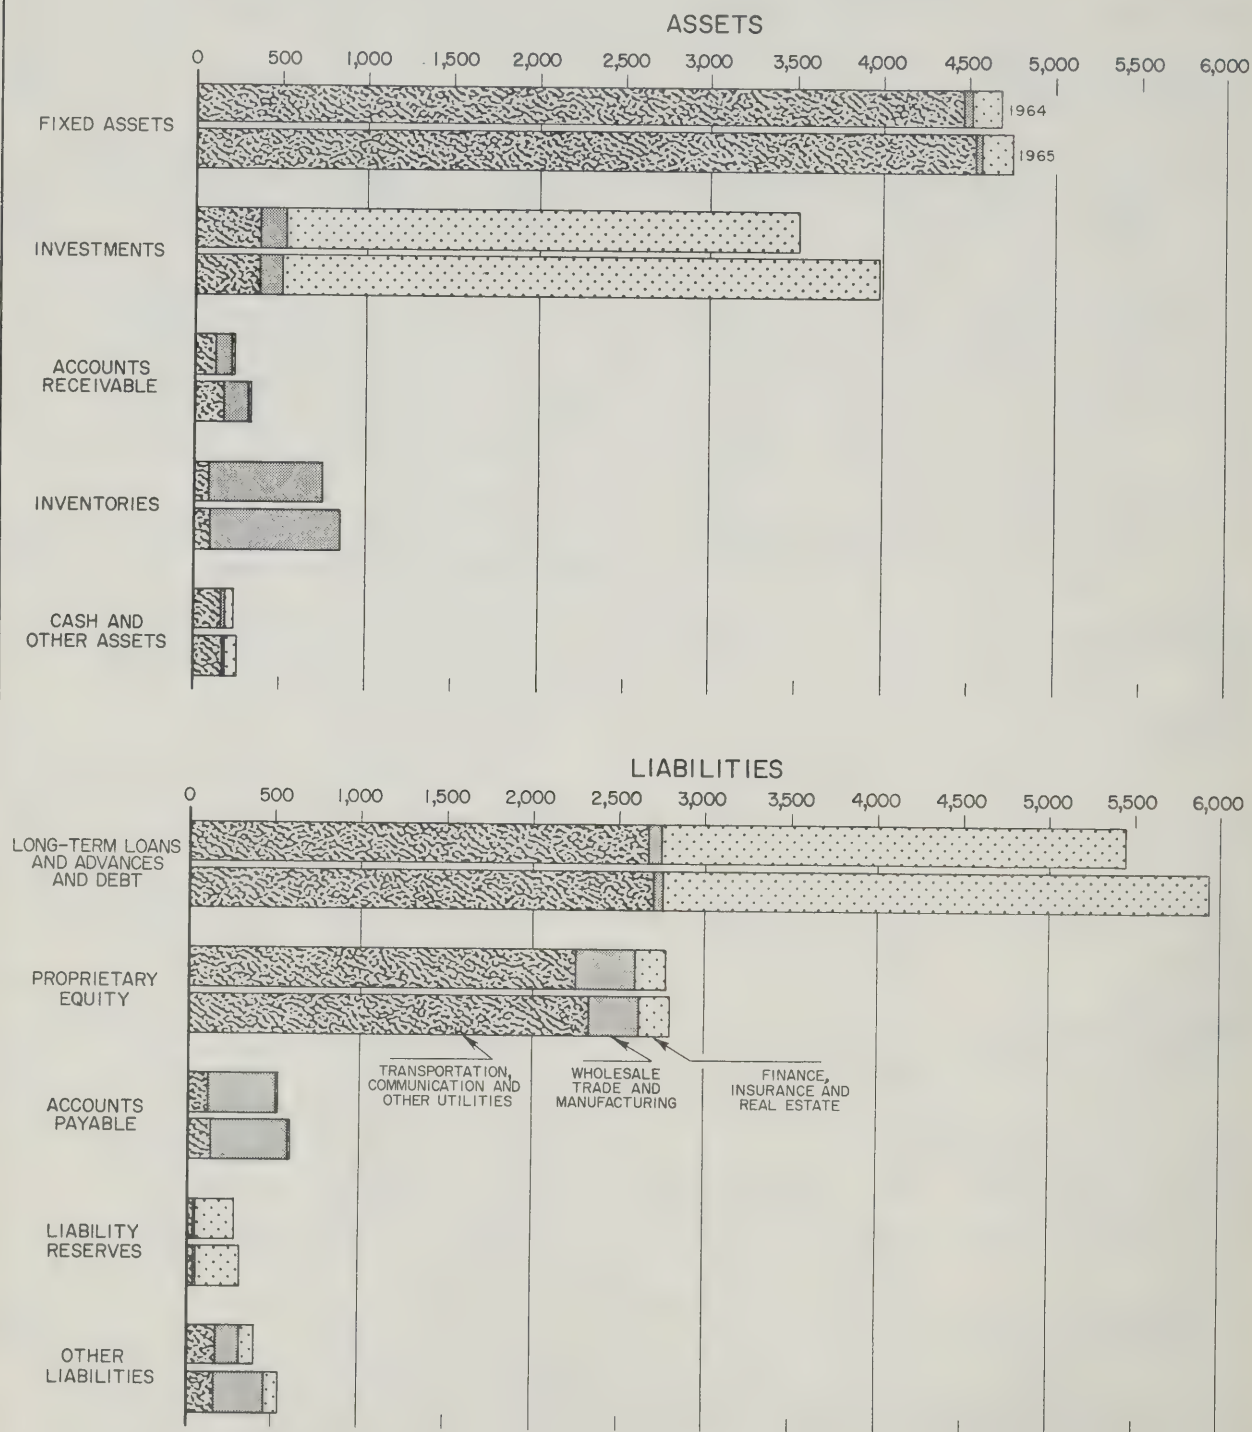 ASSETS
0 500 1,000 1,500 2,000 2,500 3,000 3,500 4,000 4,500 5,000 5,500 6,000
FIXED ASSETS
1964
1965
INVESTMENTS
ACCOUNTS
RECEIVABLE
INVENTORIES
CASH AND
OTHER ASSETS
LIABILITIES
0 500 1,000 1,500 2,000 2,500 3,000 3,500 4,000 4,500 5,000 5,500 6,000
LONG-TERM LOANS
AND ADVANCES
AND DEBT
PROPRIETARY
EQUITY
TRANSPORTATION,
COMMUNICATION AND
OTHER UTILITIES
WHOLESALE
TRADE AND
MANUFACTURING
FINANCE,
INSURANCE AND
REAL ESTATE
ACCOUNTS
PAYABLE
LIABILITY
RESERVES
OTHER
LIABILITIES